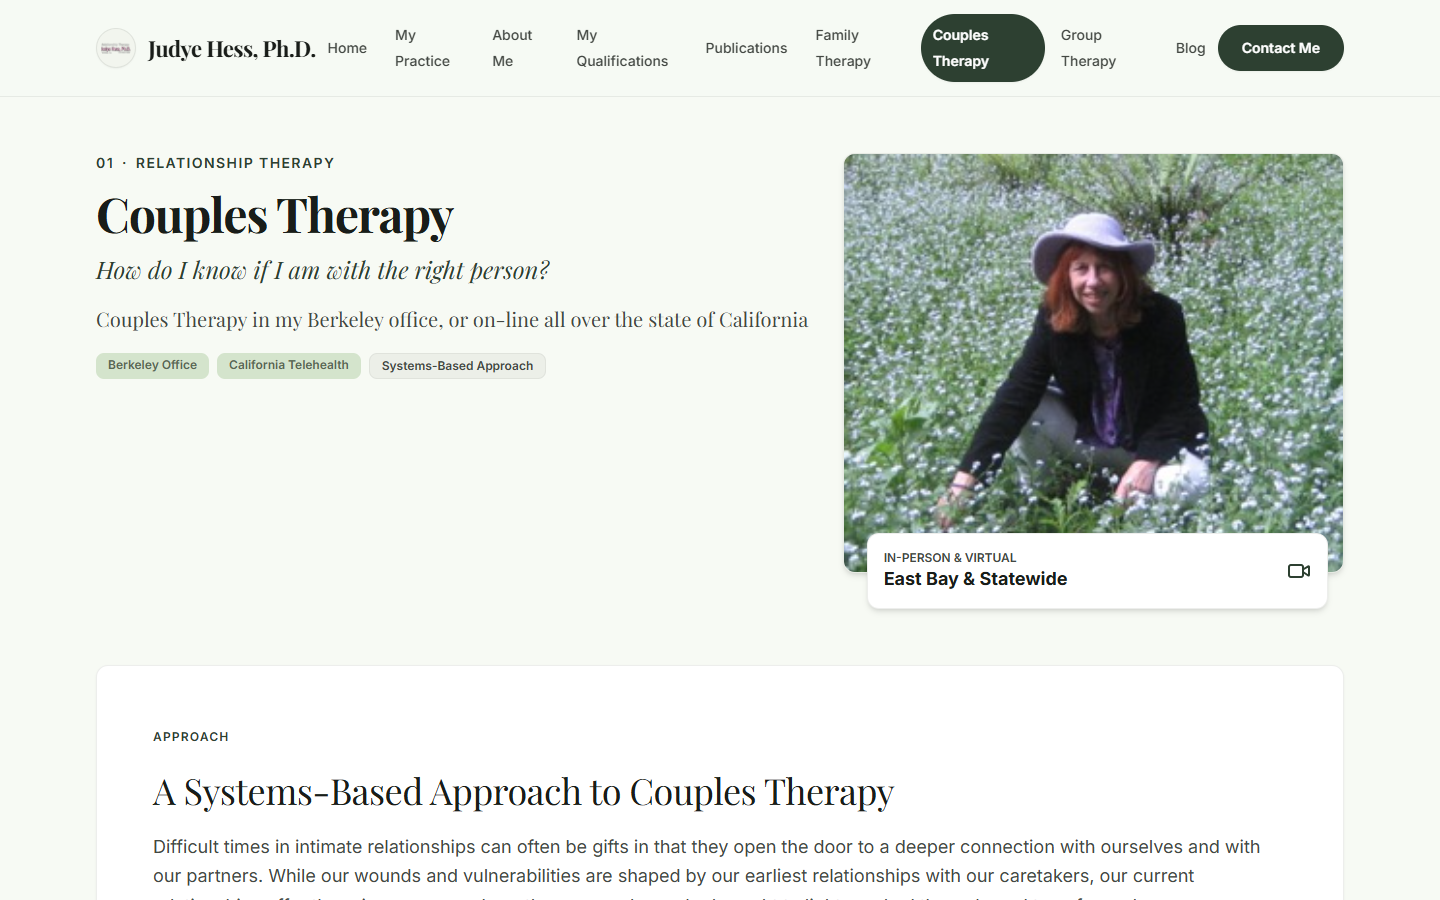 Judye Hess, Ph.D.
Home
My
Practice
About
Me
My
Qualifications
Publications
Family
Therapy
Couples
Therapy
Group
Therapy
Blog
Contact Me
01 · RELATIONSHIP THERAPY
Couples Therapy
How do I know if I am with the right person?
Couples Therapy in my Berkeley office, or on-line all over the state of California
Berkeley Office
California Telehealth
Systems-Based Approach
IN-PERSON & VIRTUAL
East Bay & Statewide
APPROACH
A Systems-Based Approach to Couples Therapy
Difficult times in intimate relationships can often be gifts in that they open the door to a deeper connection with ourselves and with
our partners. While our wounds and vulnerabilities are shaped by our earliest relationships with our caretakers, our current